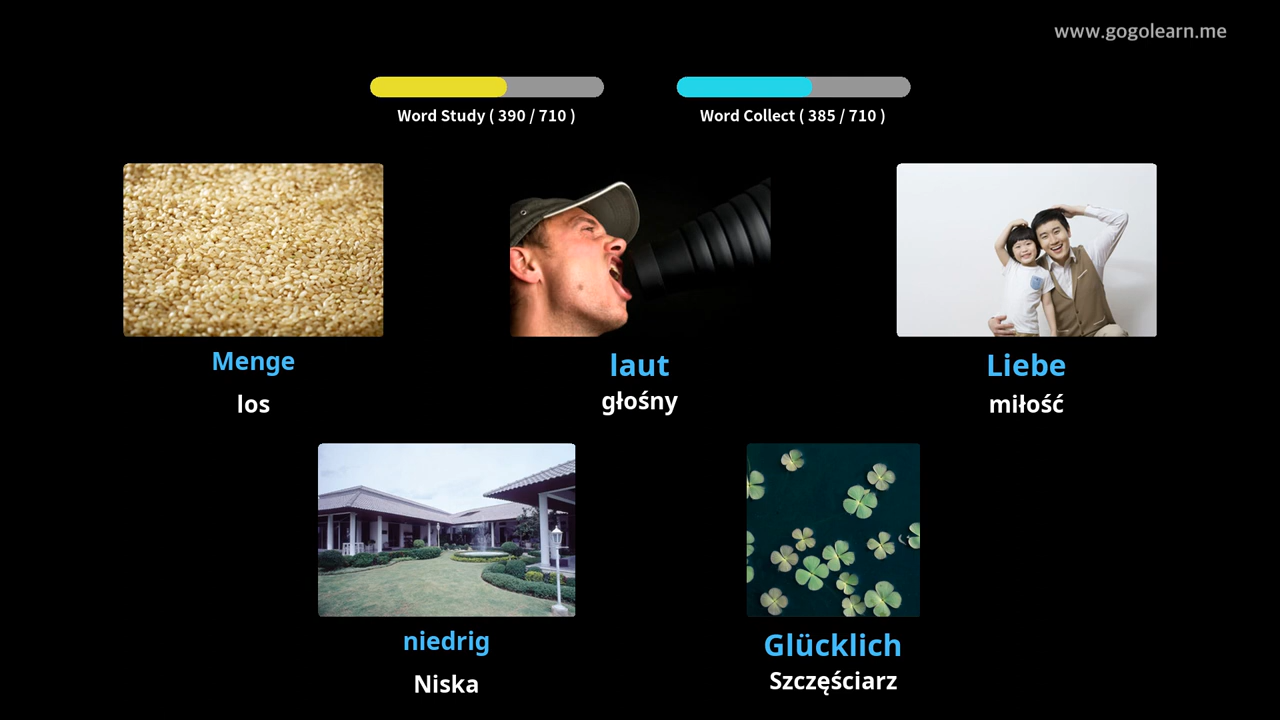 www.gogolearn.me
Word Study ( 390 / 710 )
Word Collect ( 385 / 710 )
Menge
los
laut
głośny
Liebe
miłość
niedrig
Niska
Glücklich
Szczęściarz